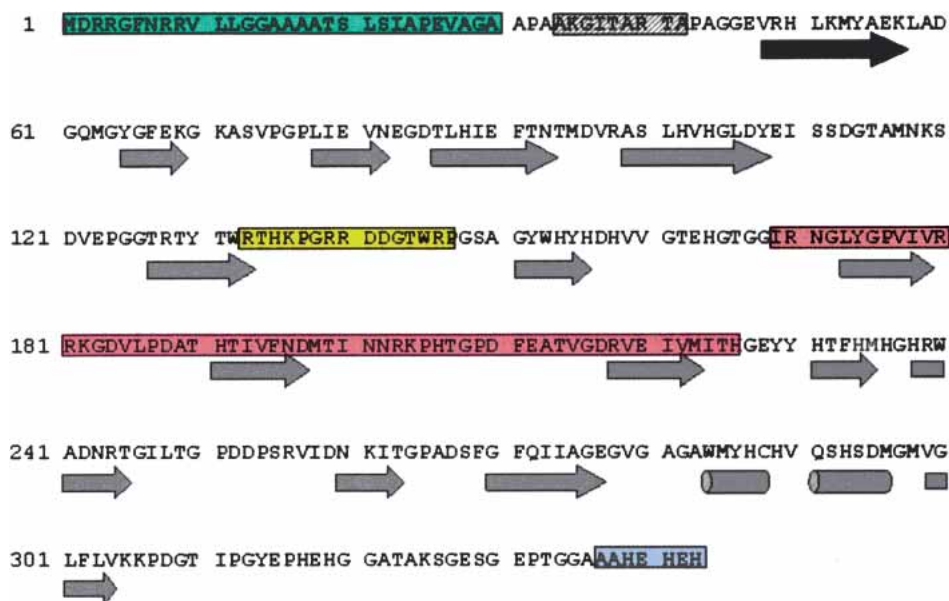 1 MDRRGFNRRV LLGGAAAATS LSIAPEVAGA APAAKGITAR TAPAGGEVRH LKMYAEKLAD
61 GQMGYGFEKG KASVPGPLIE VNEGDTLHIE FTNTMDVRAS LHVHGLDYEI SSDGTAMNKS
121 DVEPGGTRTY TWRTHKPGRR DDGTWRPGSA GYWHYHDHVV GTEHGTGGIR NGLYGPVIVR
181 RKGDVLPDAT HTIVFNDMTI NNRKPHTGPD FEATVGDRVE IVMITHGEYY HTFHMHGHRW
241 ADNRTGILTG PDDPSRVIDN KITGPADSFG FQIIAGEGVG AGAWMYHCHV QSHSDMGMVG
301 LFLVKKPDGT IPGYEPHEHG GATAKSGESG EPTGGAAAHE HEH